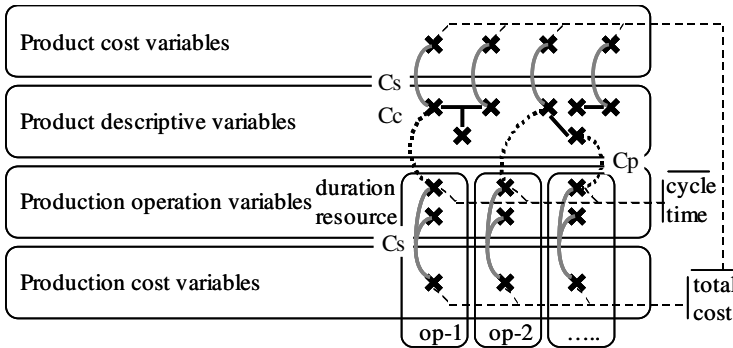 Product cost variables
Cs
Cc
Product descriptive variables
Cp
Production operation variables
duration
resource
cycle
time
Cs
Production cost variables
total
cost
op-1
op-2
.....